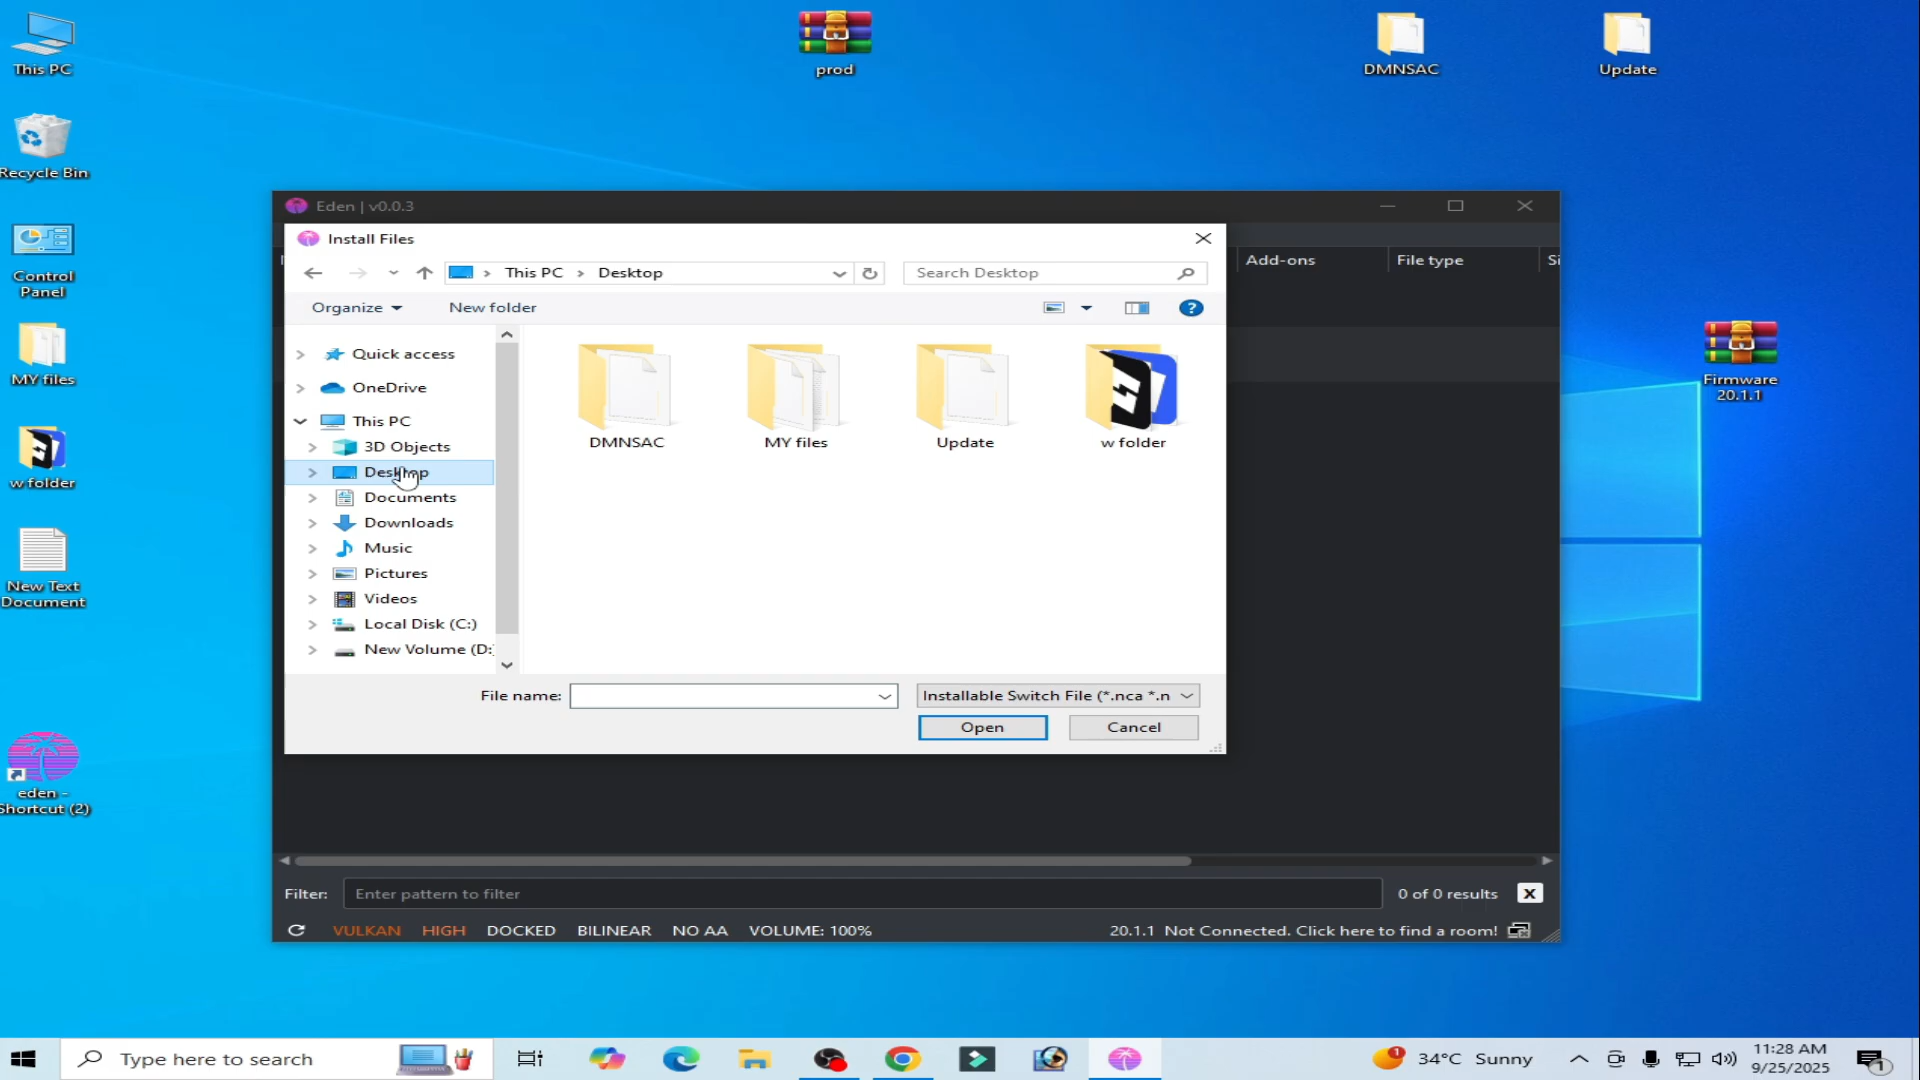 This PC
prod
DMNSAC
Update
Recycle Bin
Control
Panel
MY files
w folder
New Text
Document
eden -
Shortcut (2)
Firmware
20.1.1
Eden | v0.0.3
Add-ons
File type
Si
Install Files
This PC
Desktop
Search Desktop
Organize
New folder
?
Quick access
OneDrive
This PC
3D Objects
Desktop
Documents
Downloads
Music
Pictures
Videos
Local Disk (C:)
New Volume (D:
DMNSAC
MY files
Update
w folder
File name:
Installable Switch File (*.nca *.n
Open
Cancel
Filter:
Enter pattern to filter
0 of 0 results
X
VULKAN
HIGH
DOCKED
BILINEAR
NO AA
VOLUME: 100%
20.1.1
Not Connected. Click here to find a room!
Type here to search
1
34°C Sunny
11:28 AM
9/25/2025
1